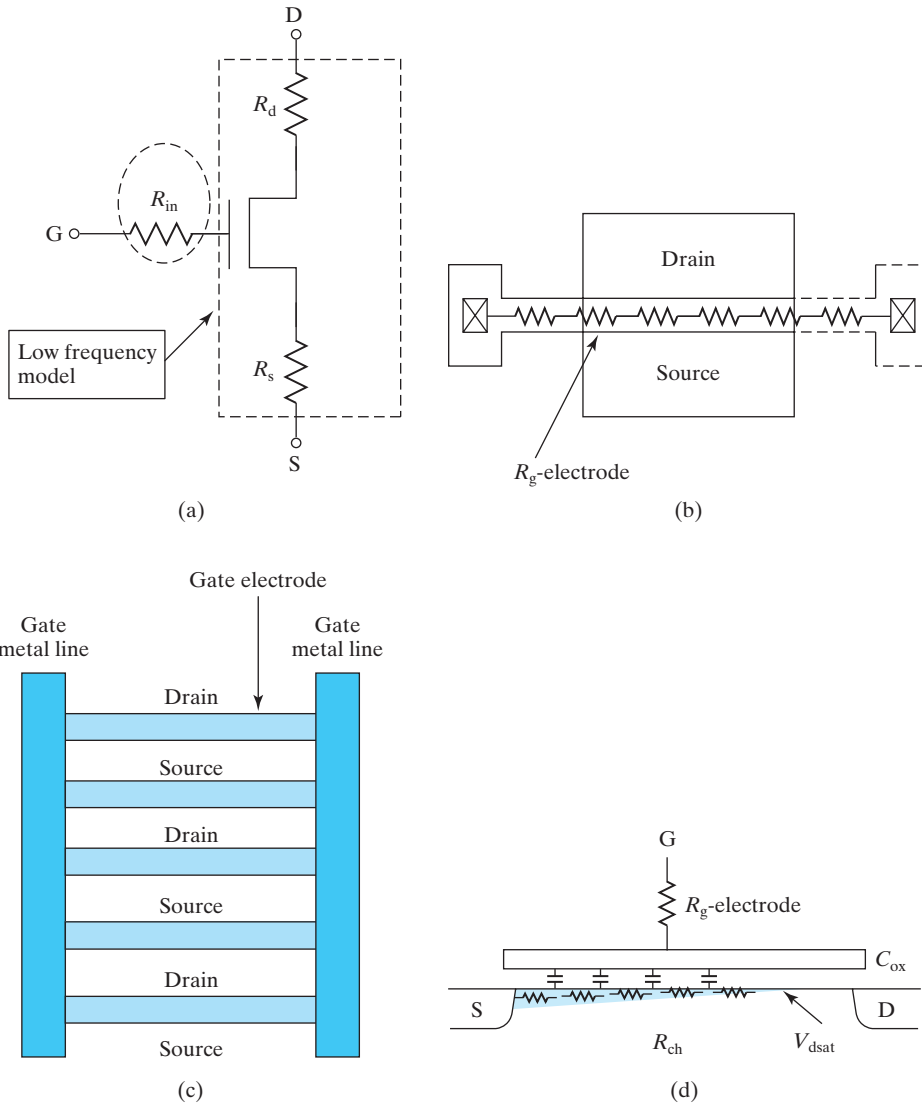 D
R_d
R_in
G
Low frequency
model
R_s
S
(a)
Drain
Source
R_g-electrode
(b)
Gate electrode
Gate
metal line
Gate
metal line
Drain
Source
Drain
Source
Drain
Source
(c)
G
R_g-electrode
C_ox
S
D
R_ch
V_dsat
(d)